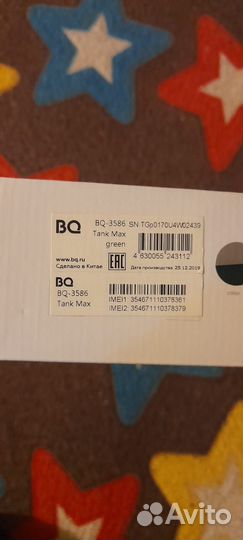 BQ
BQ-3586 SN TGp0170U4W02439
Tank Max
green
www.bq.ru
Сделано в Китае
EAC
4 630055 243112
Дата производства: 25.12.2019
BQ
BQ-3586
Tank Max
IMEI1: 354671110378361
IMEI2: 354671110378379
Avito